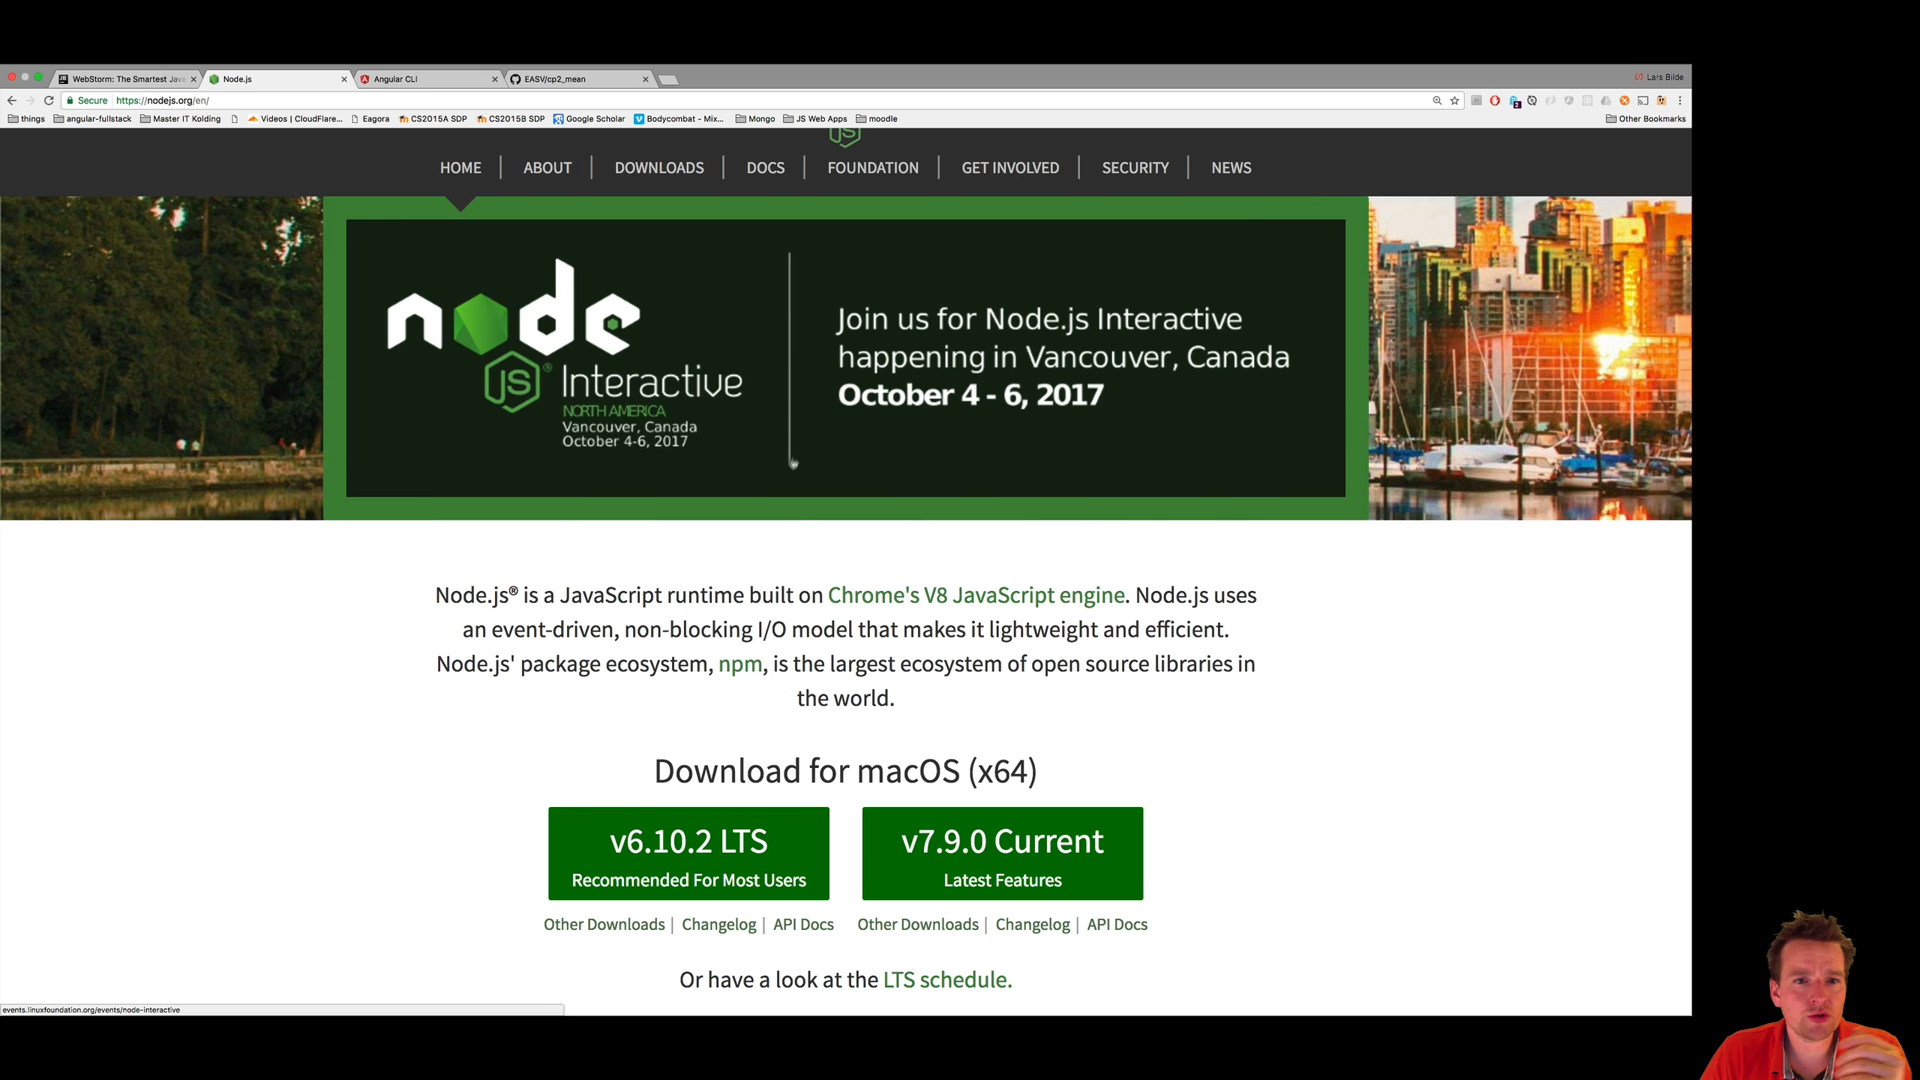 WebStorm: The Smartest Java
Node.js
Angular CLI
EASV/cp2_mean
Lars Bilde
Secure
https://nodejs.org/en/
things
angular-fullstack
Master IT Kolding
Videos | CloudFlare...
Eagora
CS2015A SDP
CS2015B SDP
Google Scholar
Bodycombat - Mix...
Mongo
JS Web Apps
moodle
Other Bookmarks
JS
HOME | ABOUT | DOWNLOADS | DOCS | FOUNDATION | GET INVOLVED | SECURITY | NEWS
node
JS® Interactive
NORTH AMERICA
Vancouver, Canada
October 4-6, 2017
Join us for Node.js Interactive
happening in Vancouver, Canada
October 4 - 6, 2017
Node.js® is a JavaScript runtime built on Chrome's V8 JavaScript engine. Node.js uses
an event-driven, non-blocking I/O model that makes it lightweight and efficient.
Node.js' package ecosystem, npm, is the largest ecosystem of open source libraries in
the world.
Download for macOS (x64)
v6.10.2 LTS
Recommended For Most Users
v7.9.0 Current
Latest Features
Other Downloads | Changelog | API Docs
Other Downloads | Changelog | API Docs
Or have a look at the LTS schedule.
events.linuxfoundation.org/events/node-interactive